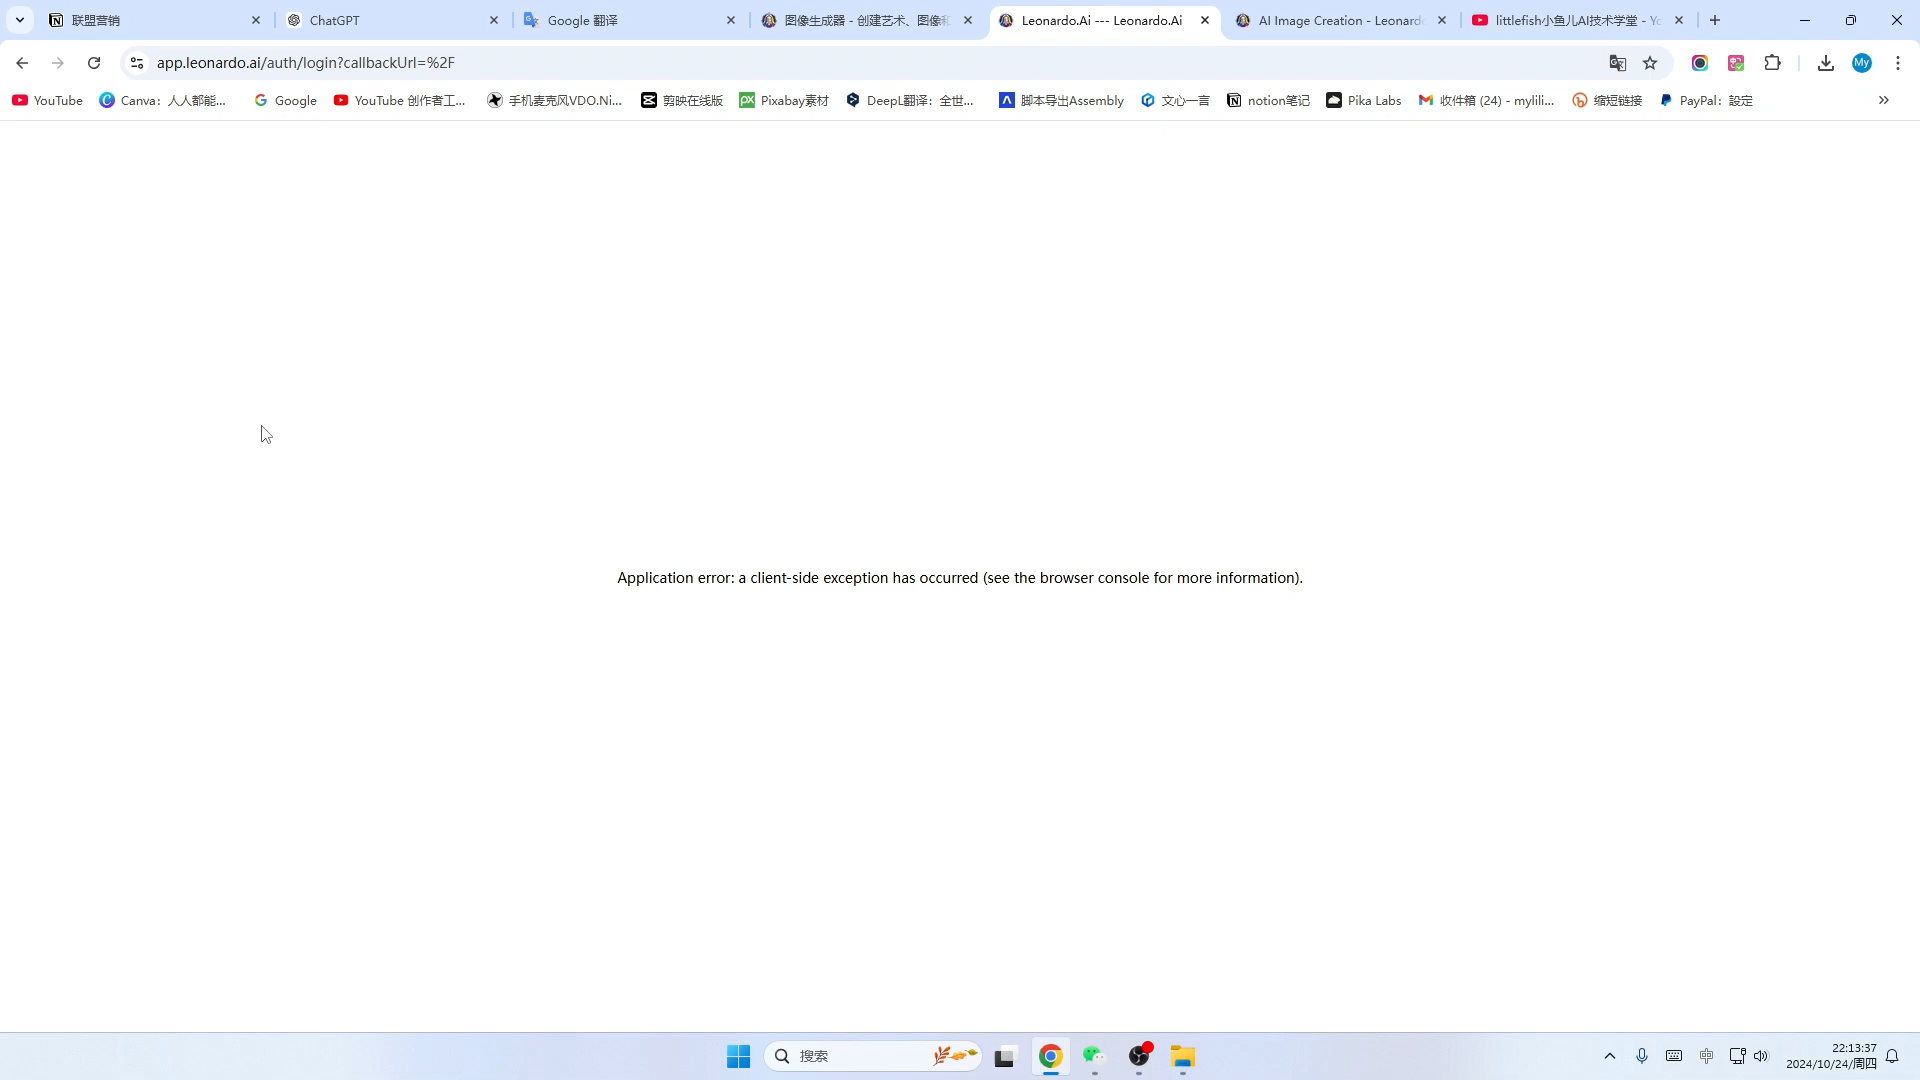 联盟营销
ChatGPT
Google 翻译
图像生成器 - 创建艺术、图像和
Leonardo.Ai --- Leonardo.Ai
AI Image Creation - Leonardo
littlefish小鱼儿AI技术学堂 - Yo
app.leonardo.ai/auth/login?callbackUrl=%2F
My
YouTube
Canva：人人都能...
Google
YouTube 创作者工...
手机麦克风VDO.Ni...
剪映在线版
Pixabay素材
DeepL翻译：全世...
脚本导出Assembly
文心一言
notion笔记
Pika Labs
收件箱 (24) - mylili...
缩短链接
PayPal：設定
Application error: a client-side exception has occurred (see the browser console for more information).
搜索
中
22:13:37
2024/10/24/周四